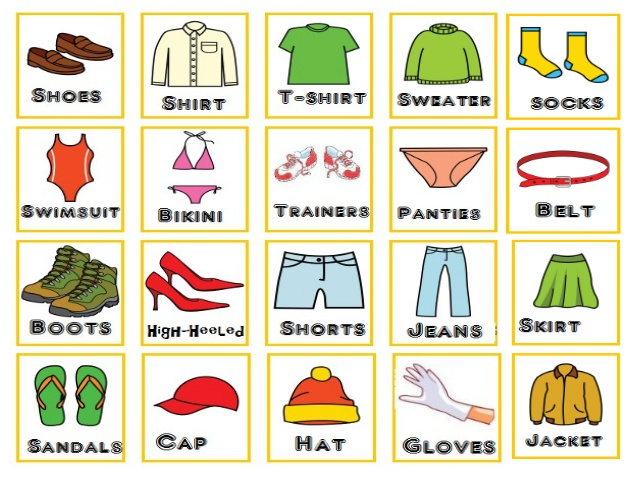 Shoes
Shirt
T-shirt
Sweater
socks
Swimsuit
Bikini
Trainers
Panties
Belt
Boots
High-Heeled
Shorts
Jeans
Skirt
Sandals
Cap
Hat
Gloves
Jacket